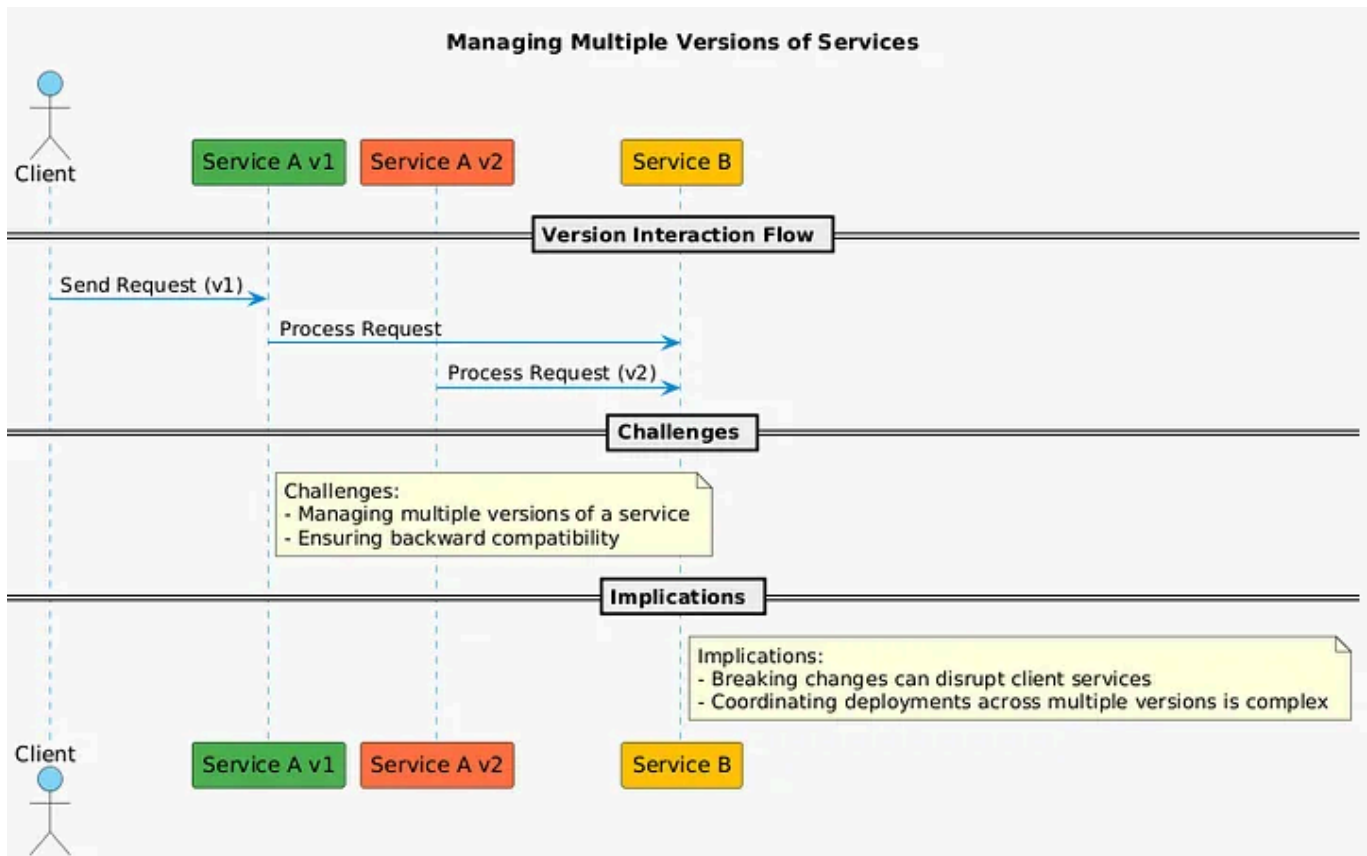 Managing Multiple Versions of Services
Client
Service A v1
Service A v2
Service B
Version Interaction Flow
Send Request (v1)
Process Request
Process Request (v2)
Challenges
Challenges:
- Managing multiple versions of a service
- Ensuring backward compatibility
Implications
Implications:
- Breaking changes can disrupt client services
- Coordinating deployments across multiple versions is complex
Client
Service A v1
Service A v2
Service B